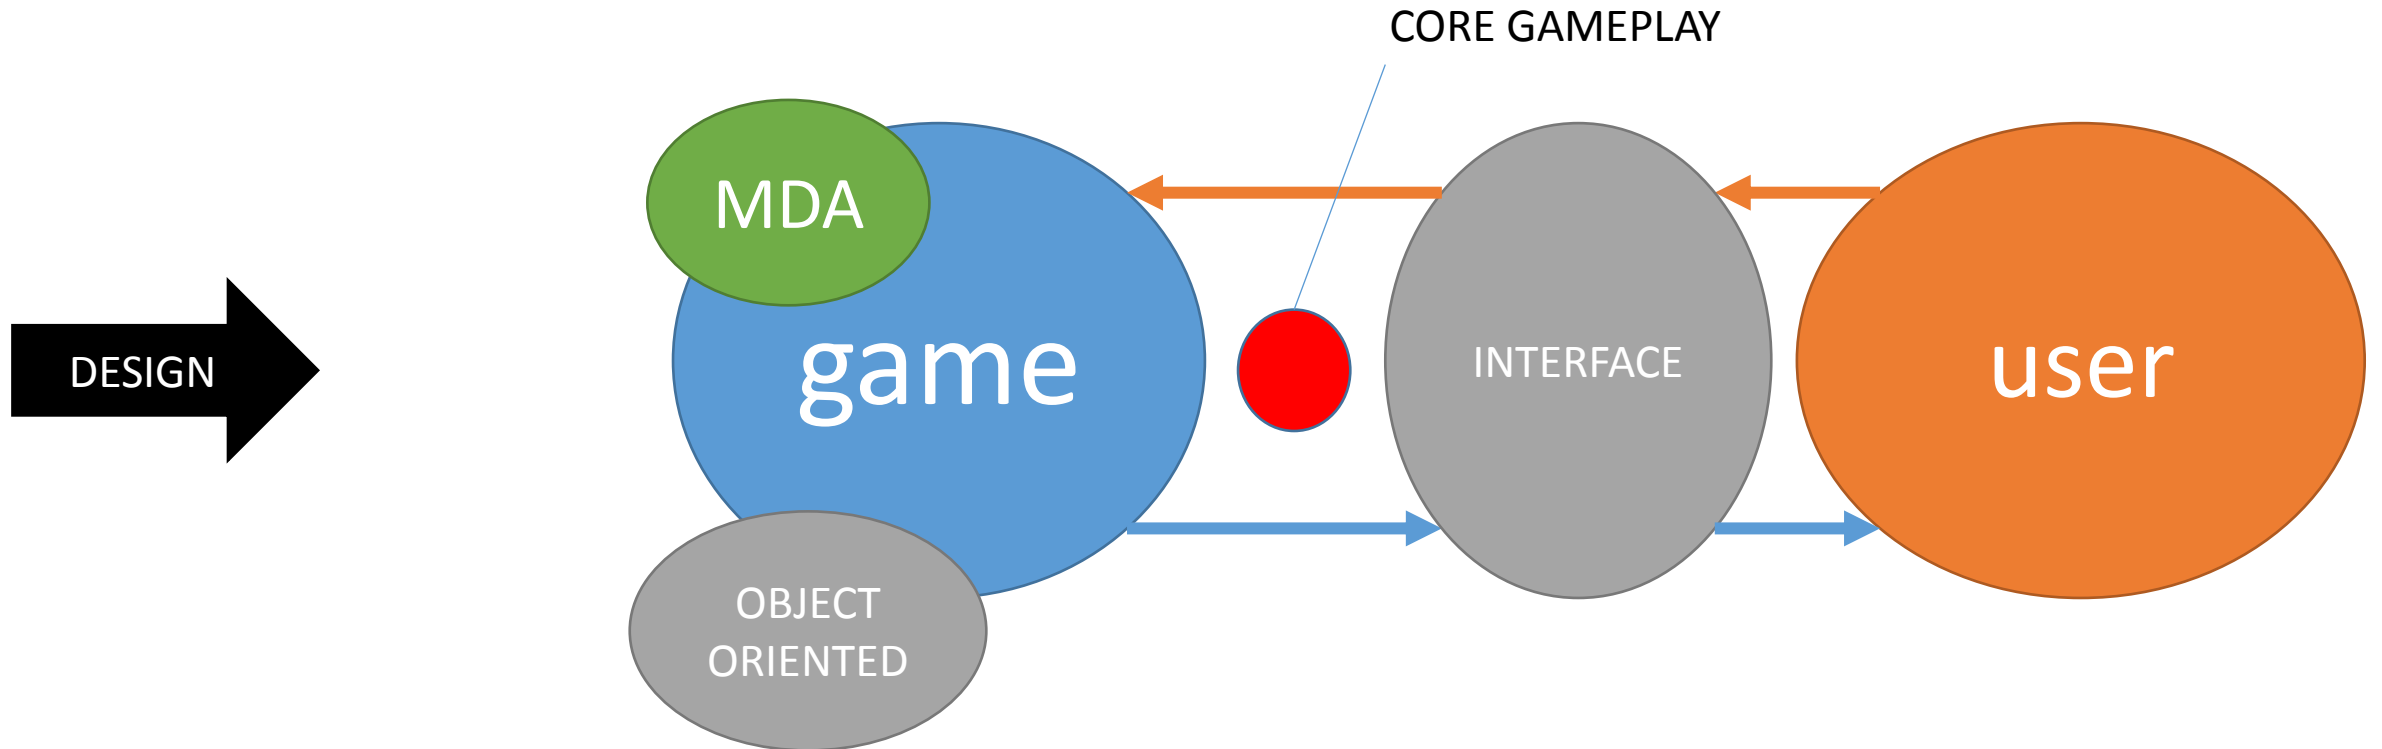 CORE GAMEPLAY
MDA
DESIGN
game
INTERFACE
user
OBJECT
ORIENTED